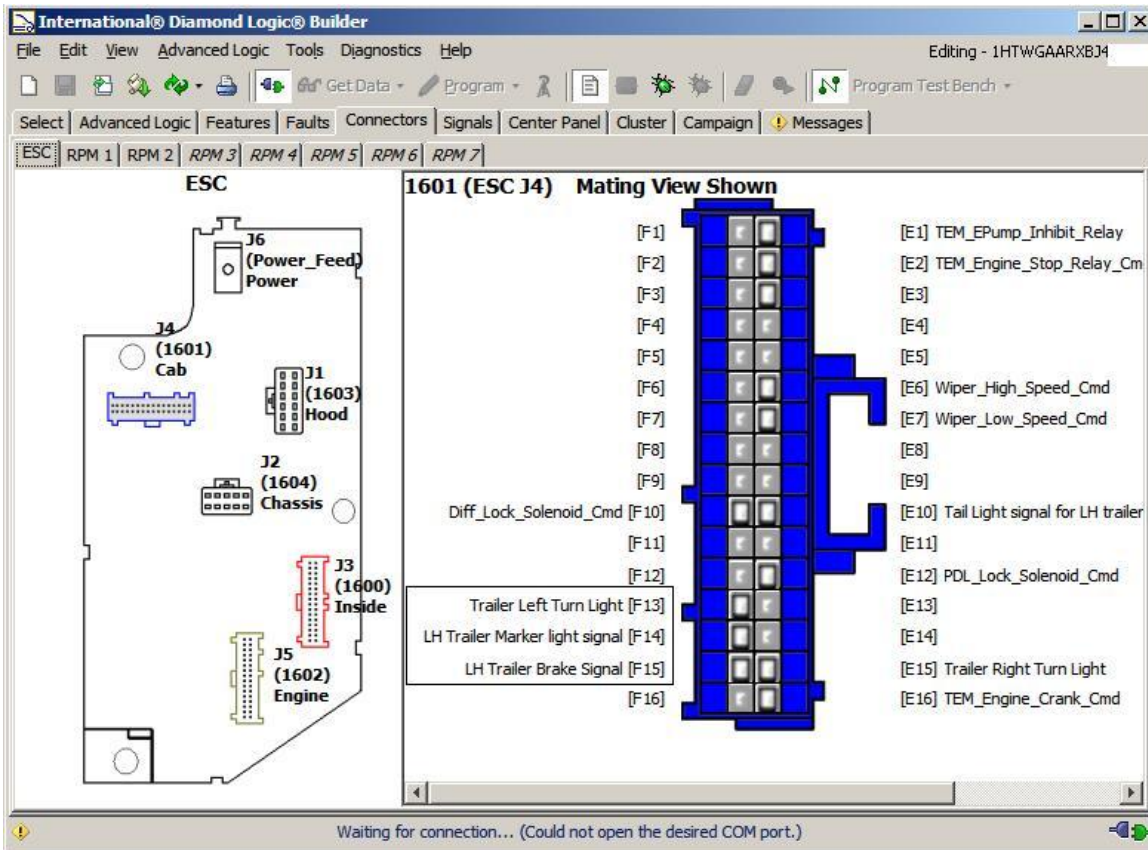 International® Diamond Logic® Builder
File Edit View Advanced Logic Tools Diagnostics Help
Editing - 1HTWGAARXBJ4
Get Data Program Program Test Bench
Select Advanced Logic Features Faults Connectors Signals Center Panel Cluster Campaign Messages
ESC RPM 1 RPM 2 RPM 3 RPM 4 RPM 5 RPM 6 RPM 7
ESC
J6
(Power_Feed)
Power
J4
(1601)
Cab
J1
(1603)
Hood
J2
(1604)
Chassis
J3
(1600)
Inside
J5
(1602)
Engine
1601 (ESC J4) Mating View Shown
[F1] [E1] TEM_EPump_Inhibit_Relay
[F2] [E2] TEM_Engine_Stop_Relay_Cm
[F3] [E3]
[F4] [E4]
[F5] [E5]
[F6] [E6] Wiper_High_Speed_Cmd
[F7] [E7] Wiper_Low_Speed_Cmd
[F8] [E8]
[F9] [E9]
Diff_Lock_Solenoid_Cmd [F10] [E10] Tail Light signal for LH trailer
[F11] [E11]
[F12] [E12] PDL_Lock_Solenoid_Cmd
Trailer Left Turn Light [F13] [E13]
LH Trailer Marker light signal [F14] [E14]
LH Trailer Brake Signal [F15] [E15] Trailer Right Turn Light
[F16] [E16] TEM_Engine_Crank_Cmd
Waiting for connection... (Could not open the desired COM port.)